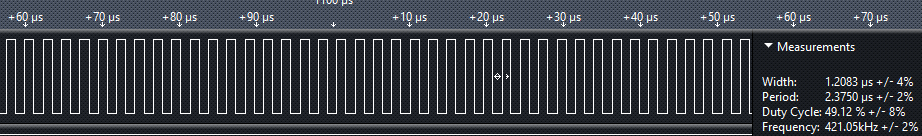 +100 µs
+60 µs +70 µs +80 µs +90 µs +10 µs +20 µs +30 µs +40 µs +50 µs +60 µs +70 µs
Measurements
Width: 1.2083 µs +/- 4%
Period: 2.3750 µs +/- 2%
Duty Cycle: 49.12 % +/- 8%
Frequency: 421.05kHz +/- 2%